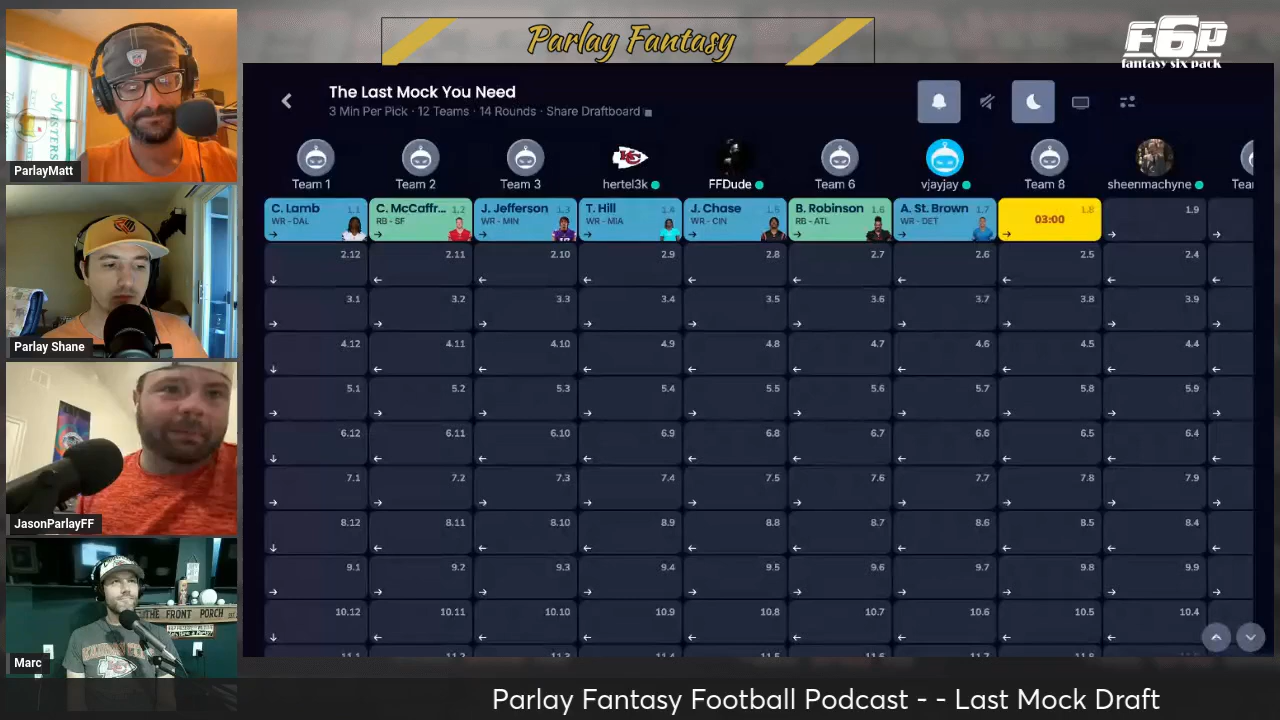 Parlay Fantasy
F6P
fantasy six pack
The Last Mock You Need
3 Min Per Pick · 12 Teams · 14 Rounds · Share Draftboard
Team 1 Team 2 Team 3 hertel3k FFDude Team 6 vjayjay Team 8 sheenmachyne Tear
C. Lamb 1.1 C. McCaffr... 1.2 J. Jefferson 1.3 T. Hill 1.4 J. Chase 1.5 B. Robinson 1.6 A. St. Brown 1.7 1.8 1.9
WR - DAL RB - SF WR - MIN WR - MIA WR - CIN RB - ATL WR - DET 03:00
2.12 2.11 2.10 2.9 2.8 2.7 2.6 2.5 2.4
3.1 3.2 3.3 3.4 3.5 3.6 3.7 3.8 3.9
4.12 4.11 4.10 4.9 4.8 4.7 4.6 4.5 4.4
5.1 5.2 5.3 5.4 5.5 5.6 5.7 5.8 5.9
6.12 6.11 6.10 6.9 6.8 6.7 6.6 6.5 6.4
7.1 7.2 7.3 7.4 7.5 7.6 7.7 7.8 7.9
8.12 8.11 8.10 8.9 8.8 8.7 8.6 8.5 8.4
9.1 9.2 9.3 9.4 9.5 9.6 9.7 9.8 9.9
10.12 10.11 10.10 10.9 10.8 10.7 10.6 10.5 10.4
ParlayMatt
MASTERS
Parlay Shane
JasonParlayFF
THE FRONT PORCH
Marc
Parlay Fantasy Football Podcast - - Last Mock Draft